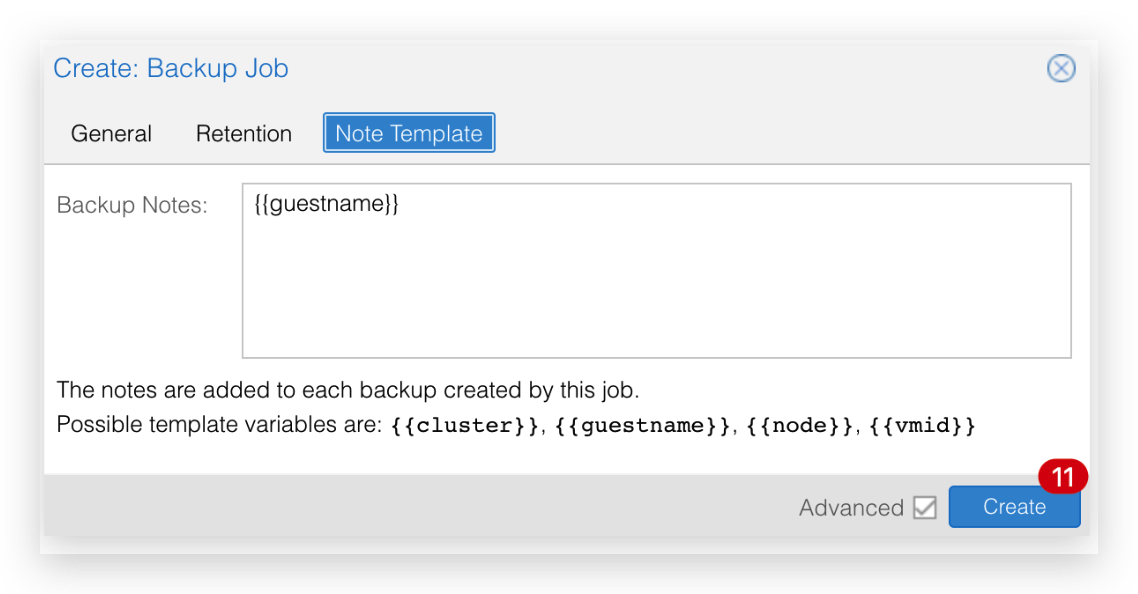 Create: Backup Job
General Retention Note Template
Backup Notes: {{guestname}}
The notes are added to each backup created by this job.
Possible template variables are: {{cluster}}, {{guestname}}, {{node}}, {{vmid}}
11
Advanced Create